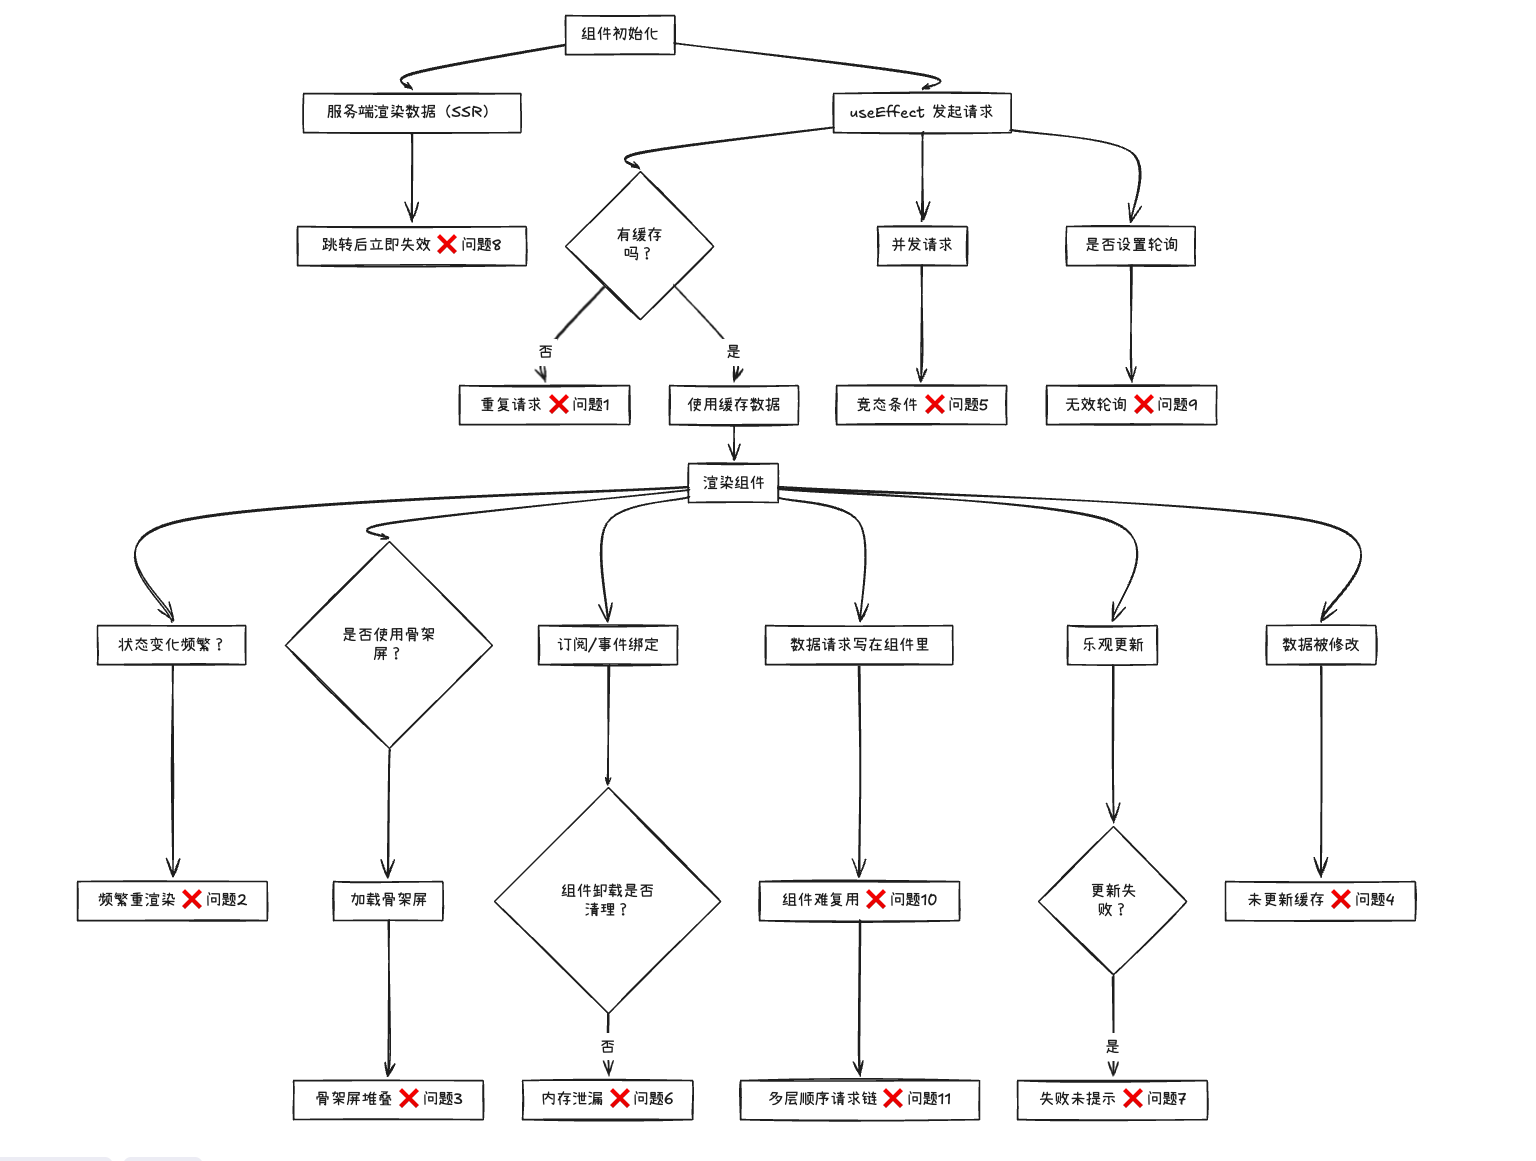 组件初始化
服务端渲染数据（SSR）
useEffect 发起请求
跳转后立即失效 ❌ 问题8
有缓存
吗？
并发请求
是否设置轮询
否
是
重复请求 ❌ 问题1
使用缓存数据
竞态条件 ❌ 问题5
无效轮询 ❌ 问题9
渲染组件
状态变化频繁？
是否使用骨架
屏？
订阅/事件绑定
数据请求写在组件里
乐观更新
数据被修改
频繁重渲染 ❌ 问题2
加载骨架屏
组件卸载是否
清理？
组件难复用 ❌ 问题10
更新失
败？
未更新缓存 ❌ 问题4
否
是
骨架屏堆叠 ❌ 问题3
内存泄漏 ❌ 问题6
多层顺序请求链 ❌ 问题11
失败未提示 ❌ 问题7